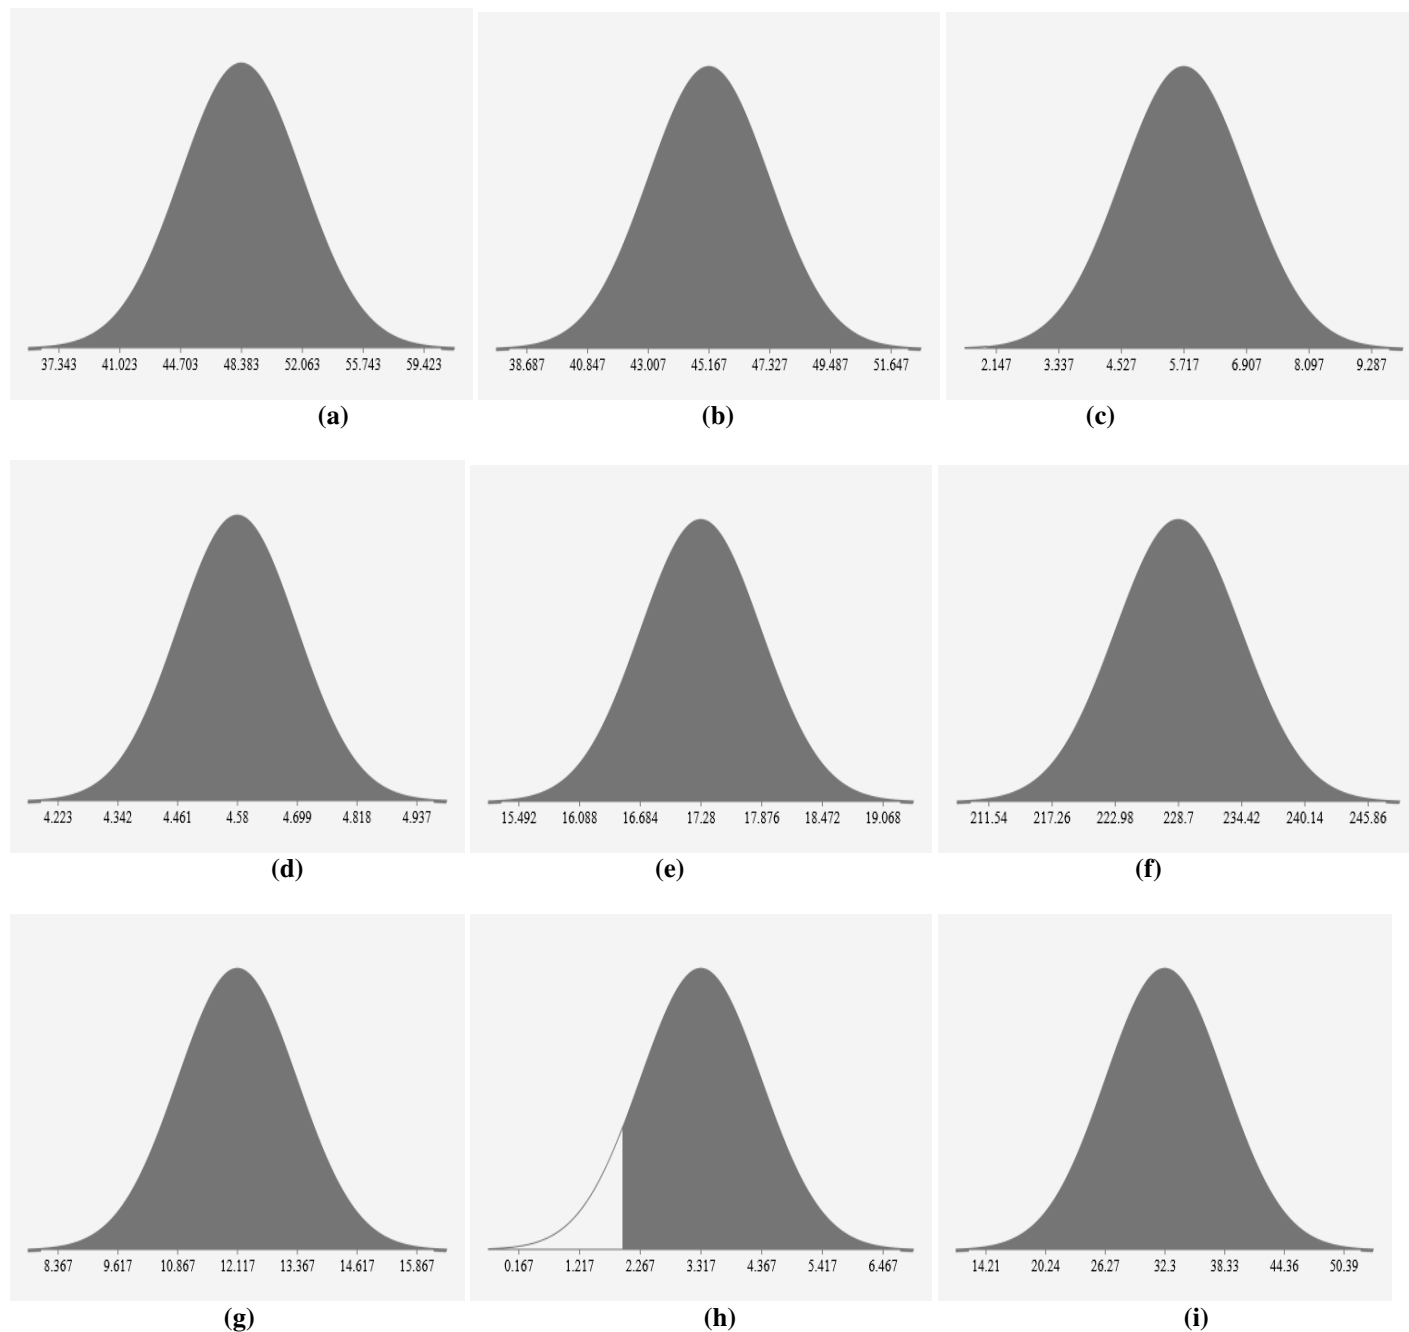 37.343 41.023 44.703 48.383 52.063 55.743 59.423
38.687 40.847 43.007 45.167 47.327 49.487 51.647
2.147 3.337 4.527 5.717 6.907 8.097 9.287
(a)
(b)
(c)
4.223 4.342 4.461 4.58 4.699 4.818 4.937
15.492 16.088 16.684 17.28 17.876 18.472 19.068
211.54 217.26 222.98 228.7 234.42 240.14 245.86
(d)
(e)
(f)
8.367 9.617 10.867 12.117 13.367 14.617 15.867
0.167 1.217 2.267 3.317 4.367 5.417 6.467
14.21 20.24 26.27 32.3 38.33 44.36 50.39
(g)
(h)
(i)